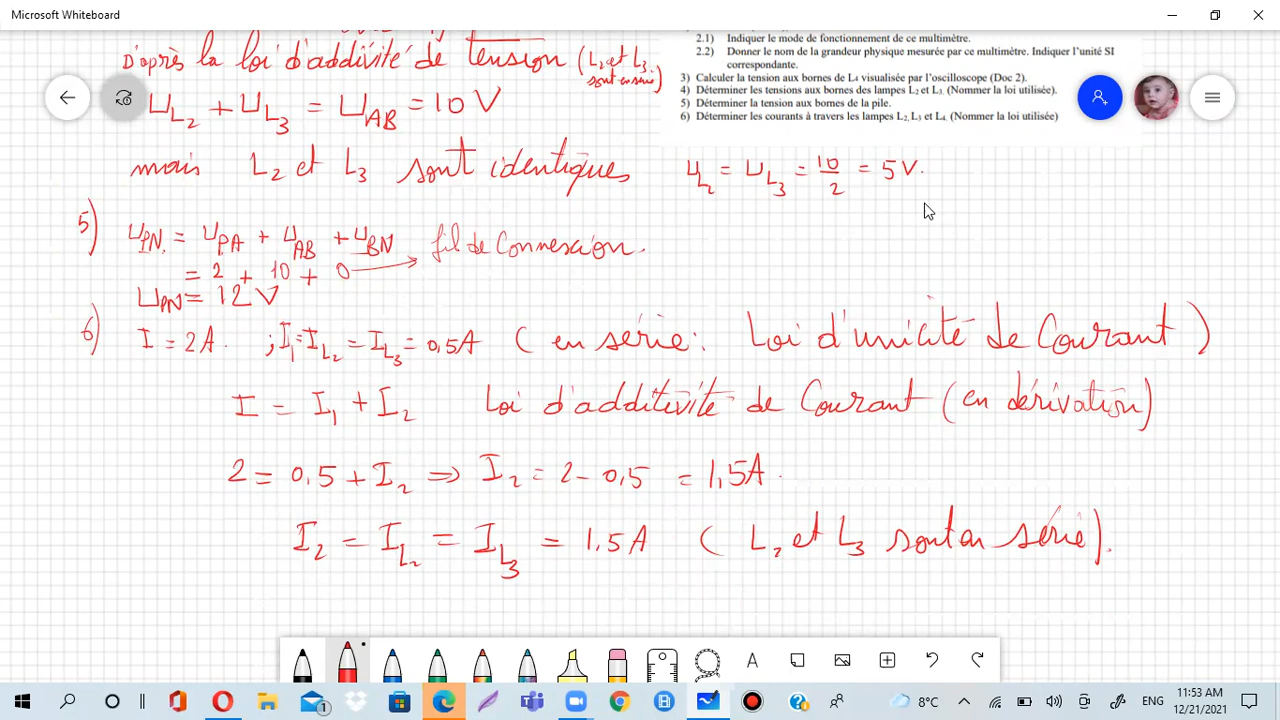 Microsoft Whiteboard
D'après la loi d'addivité de tension (L2 et L3 sont en série)
UL2 + UL3 = UAB = 10 V
mais L2 et L3 sont identiques
2.1) Indiquer le mode de fonctionnement de ce multimètre.
2.2) Donner le nom de la grandeur physique mesurée par ce multimètre. Indiquer l'unité SI
correspondante.
3) Calculer la tension aux bornes de L4 visualisée par l'oscilloscope (Doc 2).
4) Déterminer les tensions aux bornes des lampes L2 et L3. (Nommer la loi utilisée).
5) Déterminer la tension aux bornes de la pile.
6) Déterminer les courants à travers les lampes L2, L3 et L4. (Nommer la loi utilisée)
UL2 = UL3 = 10/2 = 5 V.
5) UPN = UPA + UAB + UBN fil de Connexion.
= 2 + 10 + 0
UPN = 12 V
6) I = 2A. ; I1 = IL2 = IL3 = 0,5A (en série: Loi d'unicité de Courant)
I = I1 + I2 Loi d'additivité de Courant (en dérivation)
2 = 0,5 + I2 ⇒ I2 = 2 - 0,5 = 1,5A.
I2 = IL2 = IL3 = 1.5A (L2 et L3 sont en série).
A
1
8°C
ENG
11:53 AM
12/21/2021